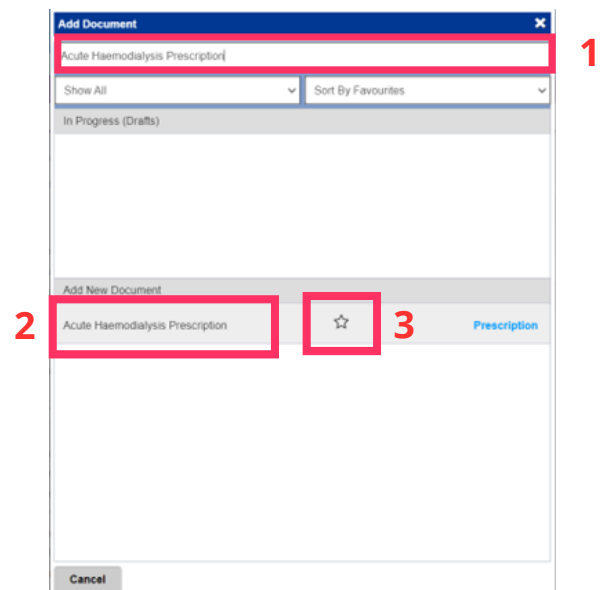 Add Document
Acute Haemodialysis Prescription
1
Show All Sort By Favourites
In Progress (Drafts)
Add New Document
2 Acute Haemodialysis Prescription 3 Prescription
Cancel